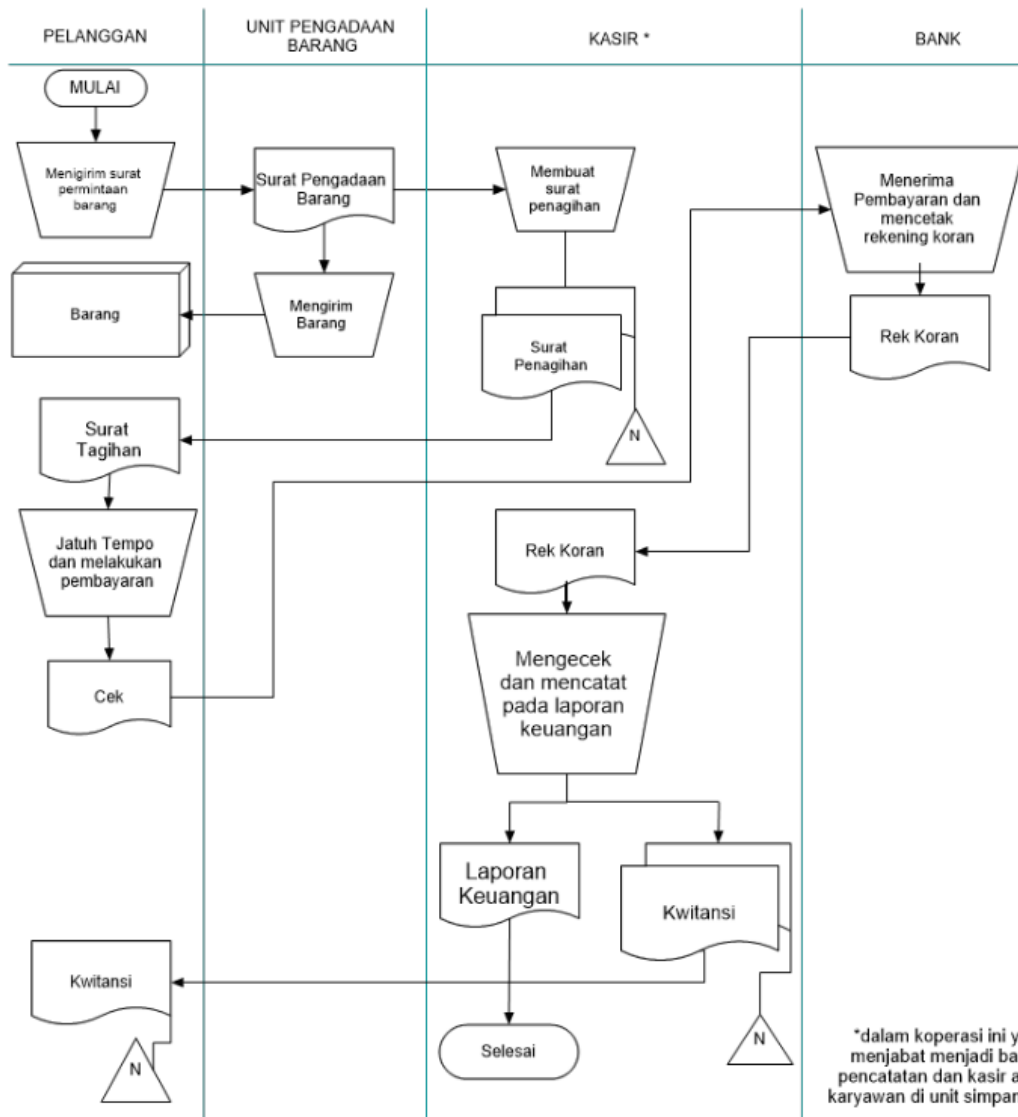 PELANGGAN
UNIT PENGADAAN
BARANG
KASIR *
BANK
MULAI
Menigirim surat
permintaan
barang
Surat Pengadaan
Barang
Membuat
surat
penagihan
Menerima
Pembayaran dan
mencetak
rekening koran
Barang
Mengirim
Barang
Surat
Penagihan
N
Rek Koran
Surat
Tagihan
Jatuh Tempo
dan melakukan
pembayaran
Rek Koran
Cek
Mengecek
dan mencatat
pada laporan
keuangan
Laporan
Keuangan
Kwitansi
Kwitansi
N
Selesai
N
*dalam koperasi ini y
menjabat menjadi ba
pencatatan dan kasir a
karyawan di unit simpan